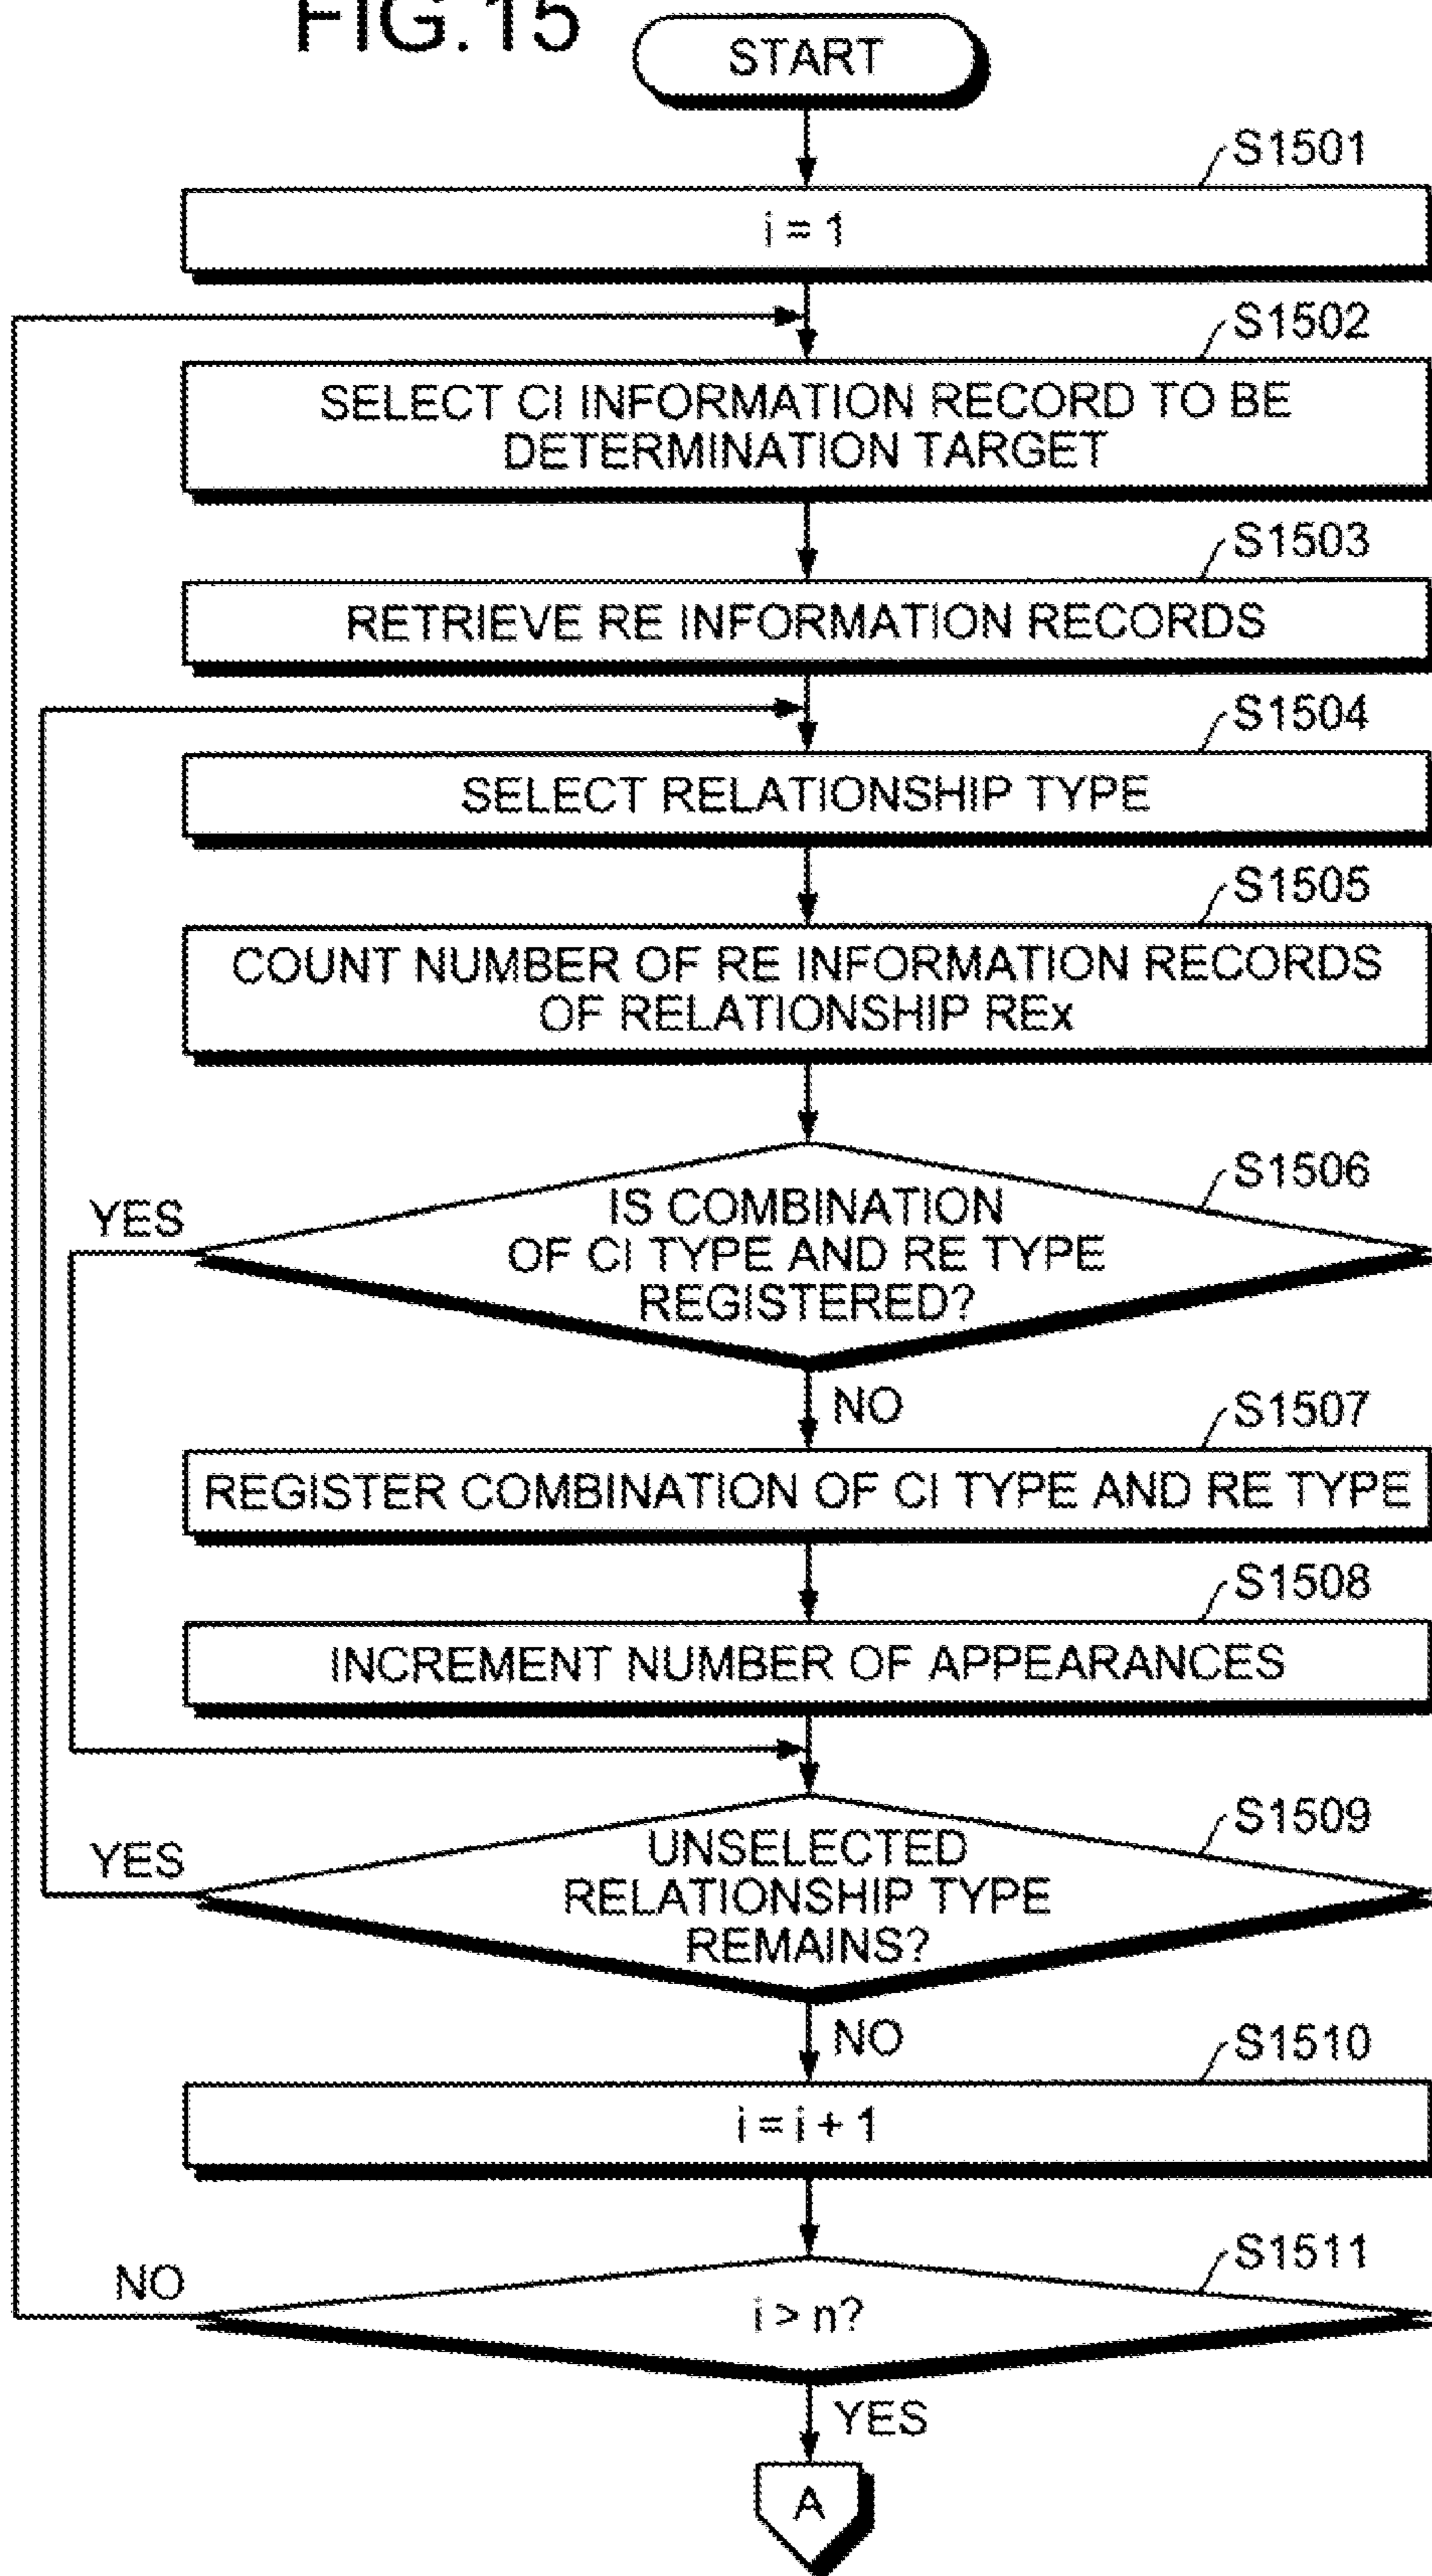 FIG.15
START
S1501
i = 1
S1502
SELECT CI INFORMATION RECORD TO BE
DETERMINATION TARGET
S1503
RETRIEVE RE INFORMATION RECORDS
S1504
SELECT RELATIONSHIP TYPE
S1505
COUNT NUMBER OF RE INFORMATION RECORDS
OF RELATIONSHIP REx
S1506
YES
IS COMBINATION
OF CI TYPE AND RE TYPE
REGISTERED?
NO
S1507
REGISTER COMBINATION OF CI TYPE AND RE TYPE
S1508
INCREMENT NUMBER OF APPEARANCES
S1509
YES
UNSELECTED
RELATIONSHIP TYPE
REMAINS?
NO
S1510
i = i + 1
S1511
NO
i > n?
YES
A